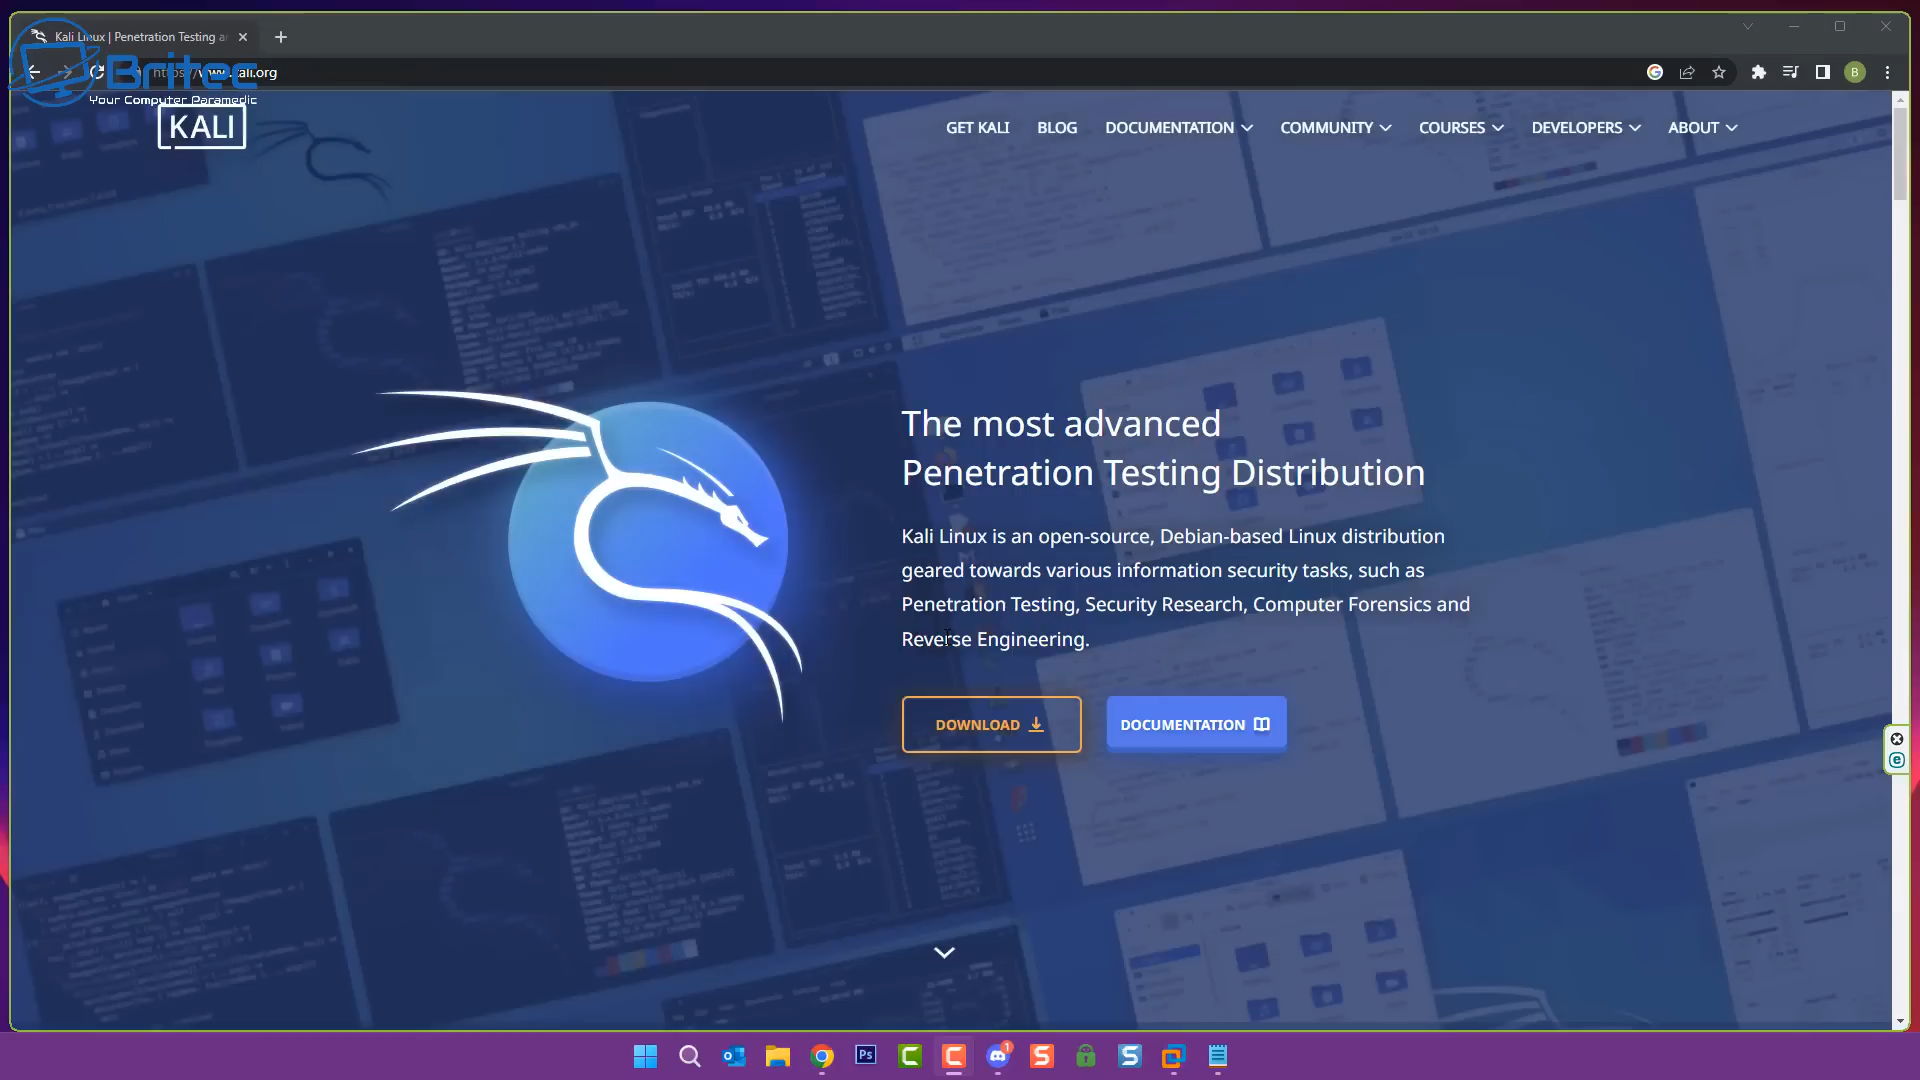 Kali Linux | Penetration Testing a
Britec
https://www.kali.org
B
Your Computer Paramedic
KALI
GET KALI
BLOG
DOCUMENTATION
COMMUNITY
COURSES
DEVELOPERS
ABOUT
The most advanced
Penetration Testing Distribution
Kali Linux is an open-source, Debian-based Linux distribution
geared towards various information security tasks, such as
Penetration Testing, Security Research, Computer Forensics and
Reverse Engineering.
DOWNLOAD
DOCUMENTATION
Ps
1